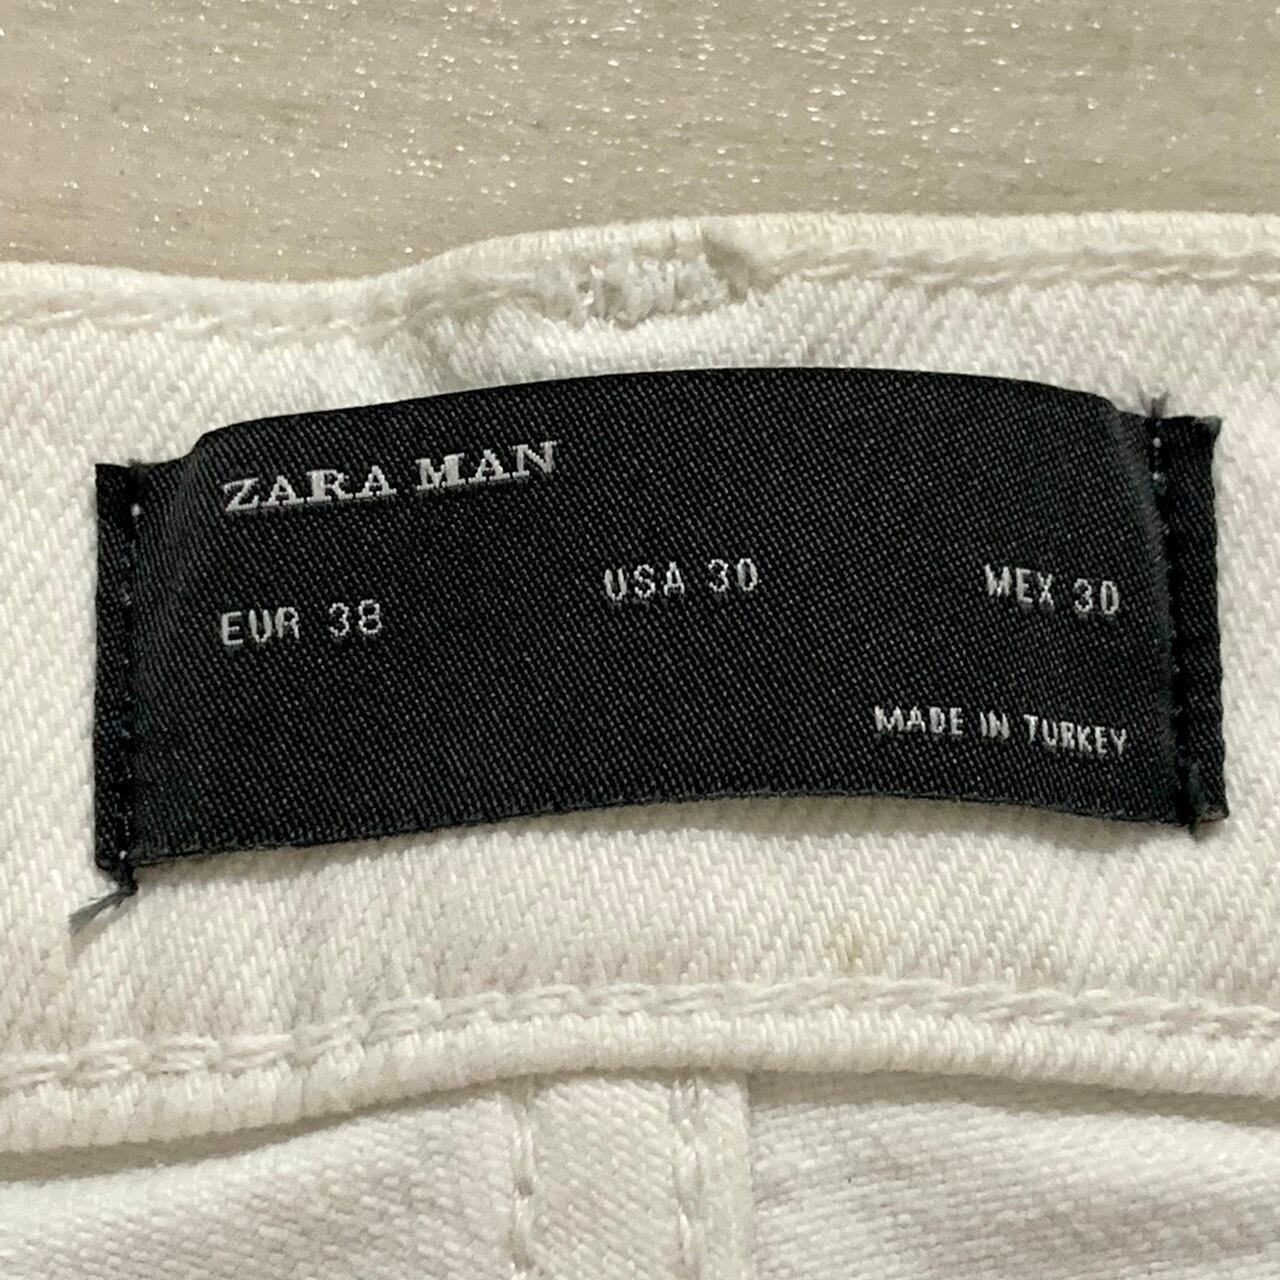 ZARA MAN
EUR 38 USA 30 MEX 30
MADE IN TURKEY